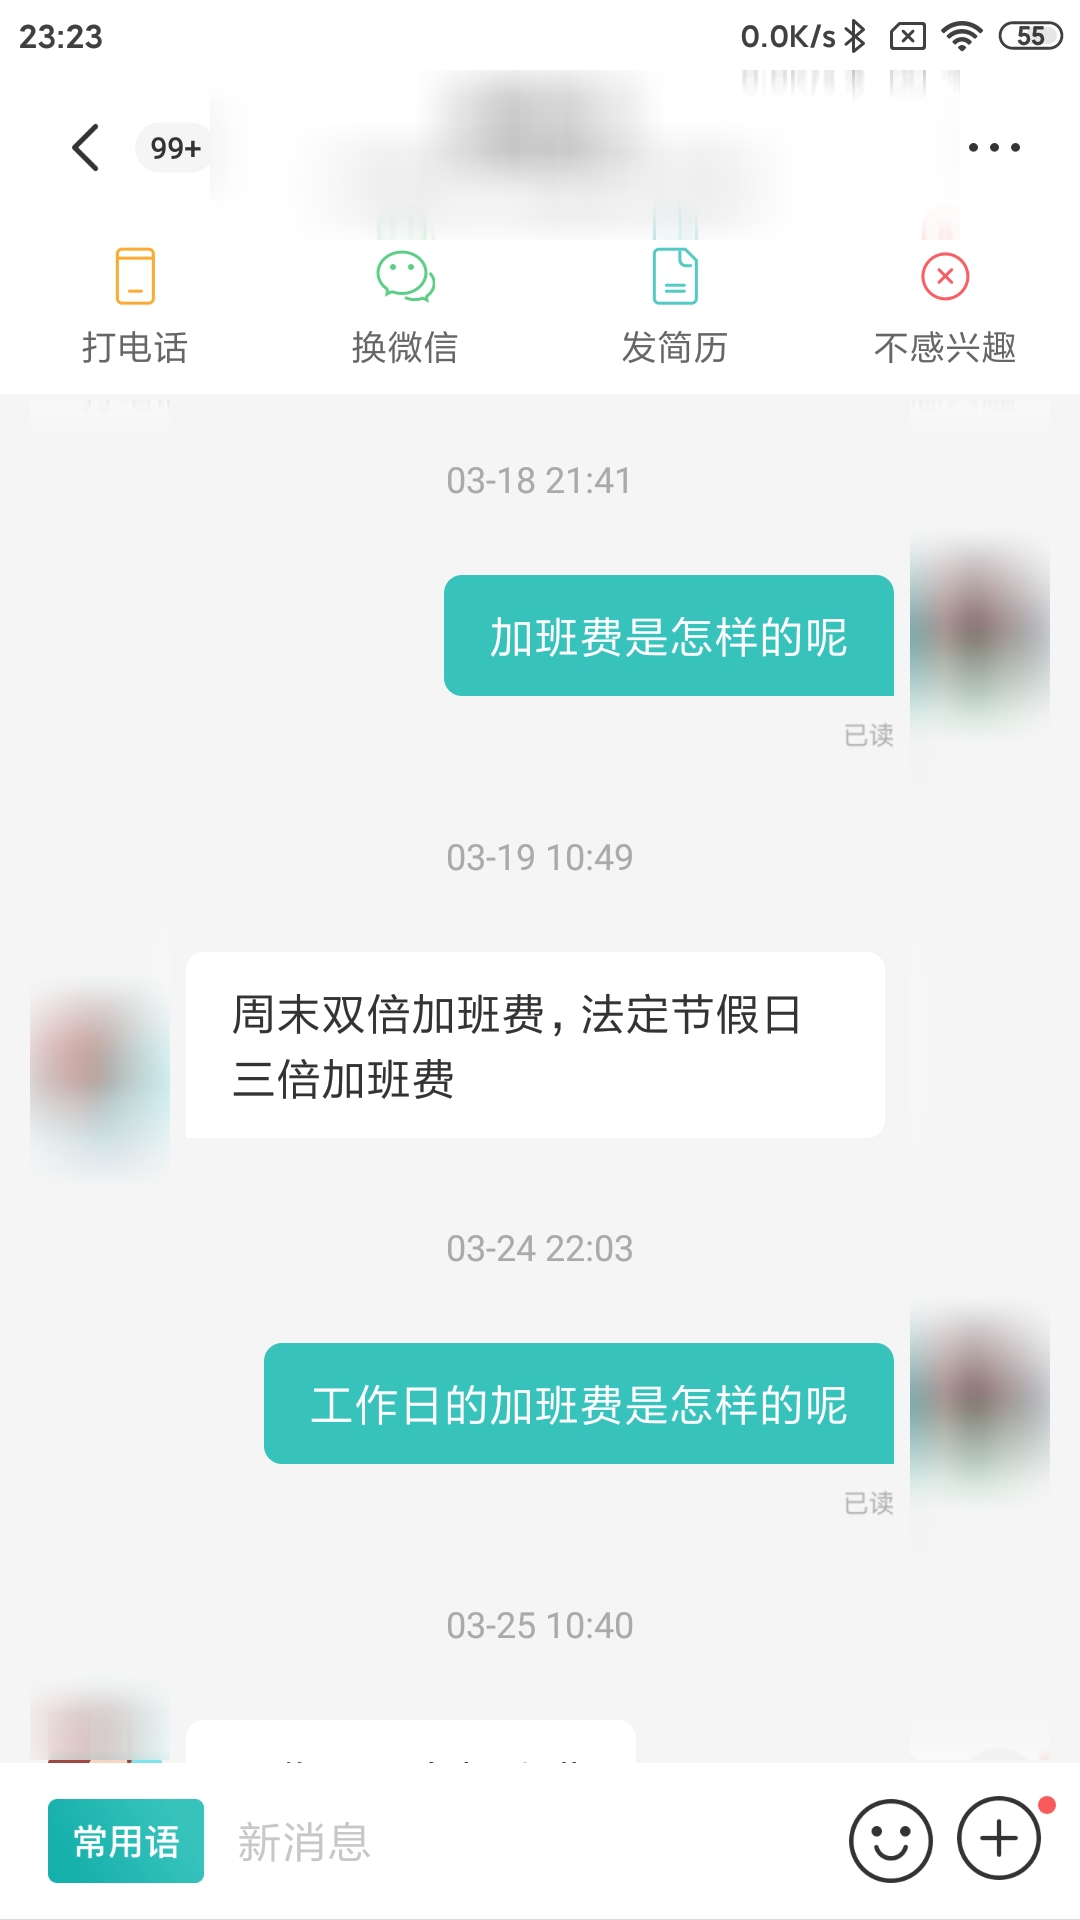 23:23
0.0K/s
55
99+
打电话
换微信
发简历
不感兴趣
03-18 21:41
加班费是怎样的呢
已读
03-19 10:49
周末双倍加班费，法定节假日
三倍加班费
03-24 22:03
工作日的加班费是怎样的呢
已读
03-25 10:40
常用语
新消息